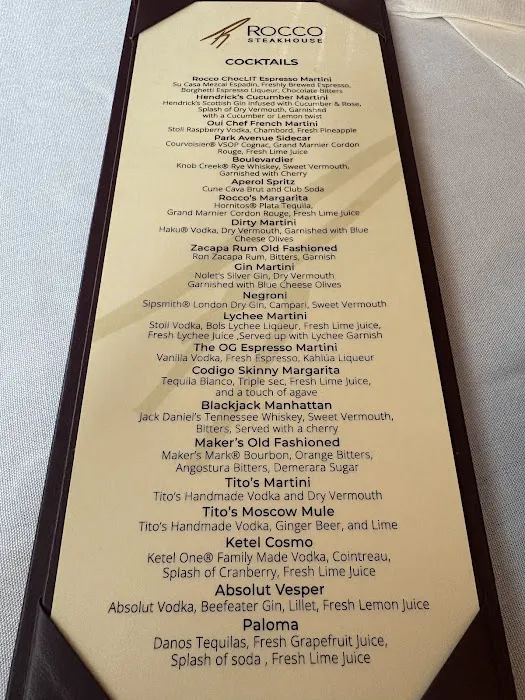 ROCCO
STEAKHOUSE
COCKTAILS
Rocco ChocLIT Espresso Martini
Su Casa Mezcal Espadin, Freshly Brewed Espresso,
Borghetti Espresso Liqueur, Chocolate Bitters
Hendrick's Cucumber Martini
Hendrick's Scottish Gin infused with Cucumber & Rose,
Splash of Dry Vermouth, Garnished
with a Cucumber or Lemon twist
Oui Chef French Martini
Stoli Raspberry Vodka, Chambord, Fresh Pineapple
Park Avenue Sidecar
Courvoisier® VSOP Cognac, Grand Marnier Cordon
Rouge, Fresh Lime Juice
Boulevardier
Knob Creek® Rye Whiskey, Sweet Vermouth,
Garnished with Cherry
Aperol Spritz
Cune Cava Brut and Club Soda
Rocco's Margarita
Hornitos® Plata Tequila,
Grand Marnier Cordon Rouge, Fresh Lime Juice
Dirty Martini
Haku® Vodka, Dry Vermouth, Garnished with Blue
Cheese Olives
Zacapa Rum Old Fashioned
Ron Zacapa Rum, Bitters, Garnish
Gin Martini
Nolet's Silver Gin, Dry Vermouth
Garnished with Blue Cheese Olives
Negroni
Sipsmith® London Dry Gin, Campari, Sweet Vermouth
Lychee Martini
Stoli Vodka, Bols Lychee Liqueur, Fresh Lime Juice,
Fresh Lychee Juice ,Served up with Lychee Garnish
The OG Espresso Martini
Vanilla Vodka, Fresh Espresso, Kahlúa Liqueur
Codigo Skinny Margarita
Tequila Blanco, Triple sec, Fresh Lime Juice,
and a touch of agave
Blackjack Manhattan
Jack Daniel's Tennessee Whiskey, Sweet Vermouth,
Bitters, Served with a cherry
Maker's Old Fashioned
Maker's Mark® Bourbon, Orange Bitters,
Angostura Bitters, Demerara Sugar
Tito's Martini
Tito's Handmade Vodka and Dry Vermouth
Tito's Moscow Mule
Tito's Handmade Vodka, Ginger Beer, and Lime
Ketel Cosmo
Ketel One® Family Made Vodka, Cointreau,
Splash of Cranberry, Fresh Lime Juice
Absolut Vesper
Absolut Vodka, Beefeater Gin, Lillet, Fresh Lemon Juice
Paloma
Danos Tequilas, Fresh Grapefruit Juice,
Splash of soda , Fresh Lime Juice